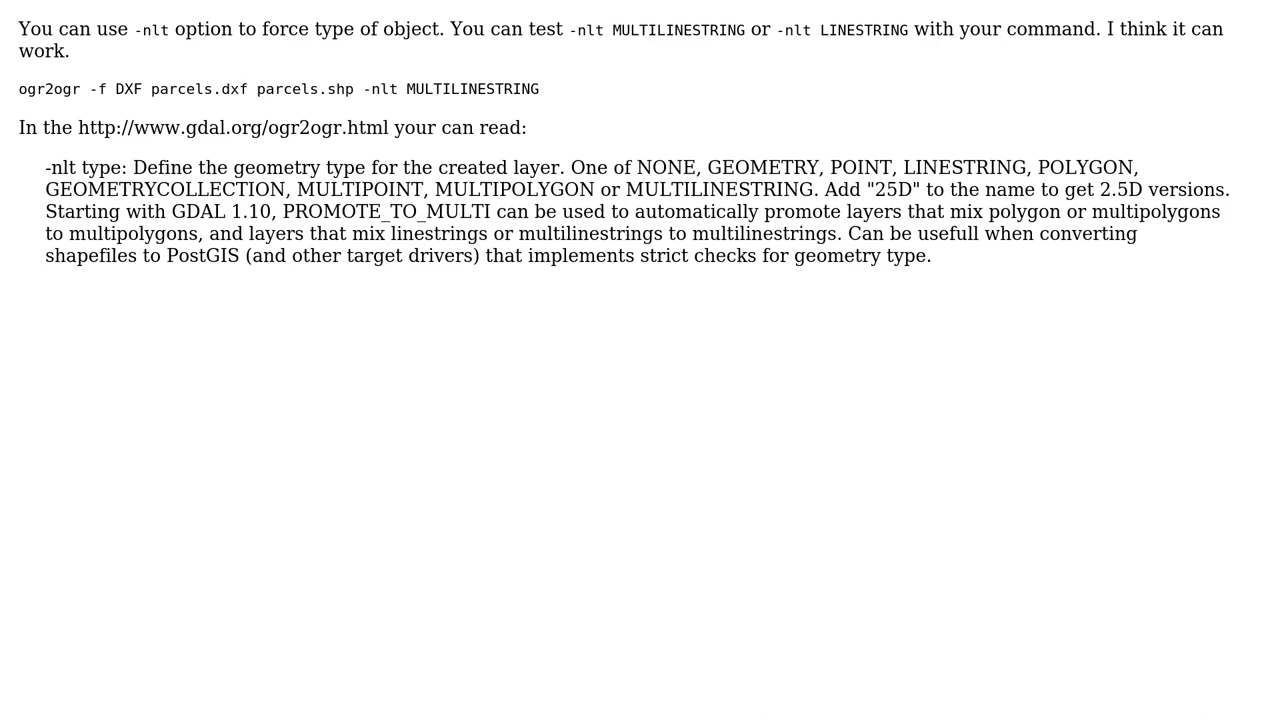 You can use -nlt option to force type of object. You can test -nlt MULTILINESTRING or -nlt LINESTRING with your command. I think it can
work.
ogr2ogr -f DXF parcels.dxf parcels.shp -nlt MULTILINESTRING
In the http://www.gdal.org/ogr2ogr.html your can read:
-nlt type: Define the geometry type for the created layer. One of NONE, GEOMETRY, POINT, LINESTRING, POLYGON,
GEOMETRYCOLLECTION, MULTIPOINT, MULTIPOLYGON or MULTILINESTRING. Add "25D" to the name to get 2.5D versions.
Starting with GDAL 1.10, PROMOTE_TO_MULTI can be used to automatically promote layers that mix polygon or multipolygons
to multipolygons, and layers that mix linestrings or multilinestrings to multilinestrings. Can be usefull when converting
shapefiles to PostGIS (and other target drivers) that implements strict checks for geometry type.